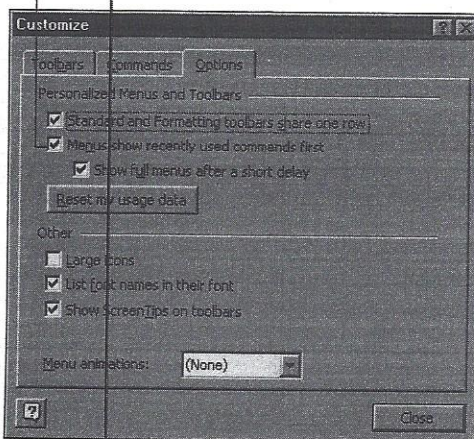 Customize
Toolbars Commands Options
Personalized Menus and Toolbars
Standard and Formatting toolbars share one row
Menus show recently used commands first
Show full menus after a short delay
Reset my usage data
Other
Large icons
List font names in their font
Show ScreenTips on toolbars
Menu animations: (None)
Close